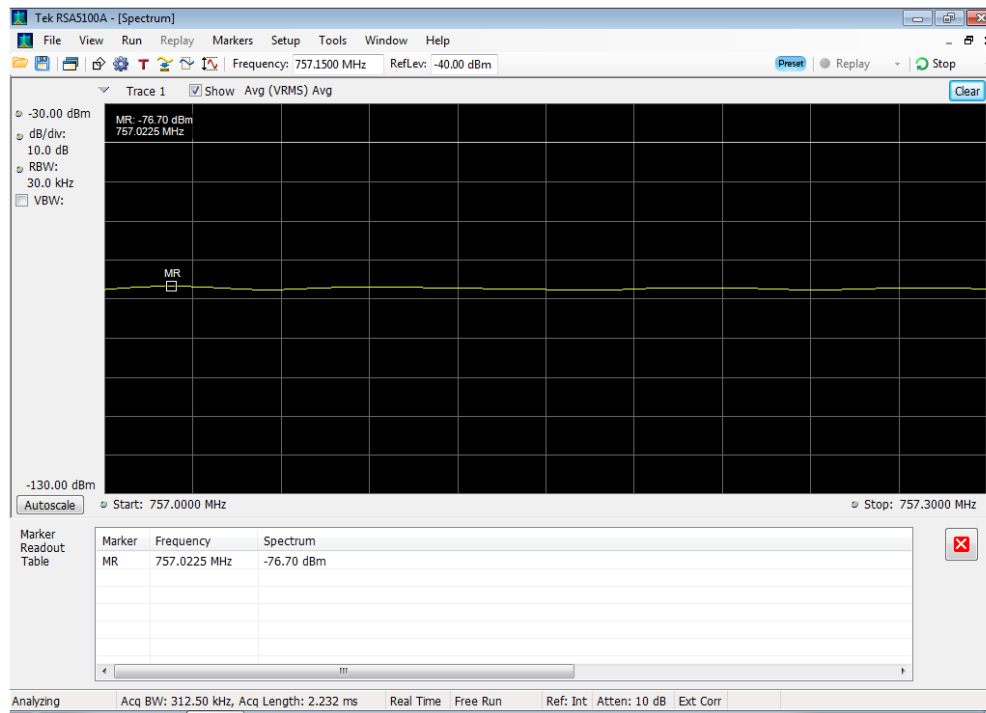 Tek RSA5100A - [Spectrum]
File View Run Replay Markers Setup Tools Window Help
Frequency: 757.1500 MHz RefLev: -40.00 dBm Preset Replay Stop
Trace 1 Show Avg (VRMS) Avg Clear
-30.00 dBm
dB/div:
10.0 dB
RBW:
30.0 kHz
VBW:
MR: -76.70 dBm
757.0225 MHz
MR
-130.00 dBm
Autoscale Start: 757.0000 MHz Stop: 757.3000 MHz
Marker
Readout
Table
Marker Frequency Spectrum
MR 757.0225 MHz -76.70 dBm
Analyzing Acq BW: 312.50 kHz, Acq Length: 2.232 ms Real Time Free Run Ref: Int Atten: 10 dB Ext Corr